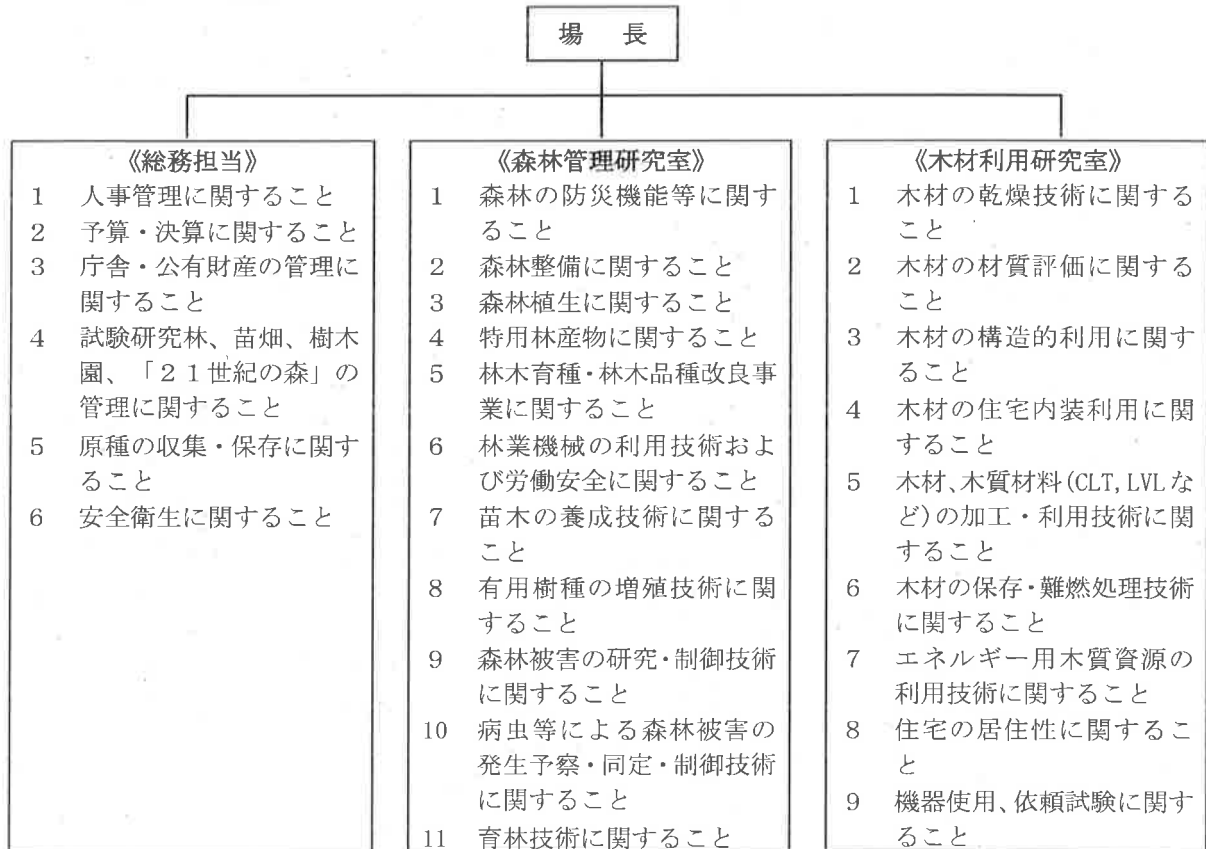 場　長
《総務担当》
1　人事管理に関すること
2　予算・決算に関すること
3　庁舎・公有財産の管理に
関すること
4　試験研究林、苗畑、樹木
園、「２１世紀の森」の
管理に関すること
5　原種の収集・保存に関す
ること
6　安全衛生に関すること
《森林管理研究室》
1　森林の防災機能等に関す
ること
2　森林整備に関すること
3　森林植生に関すること
4　特用林産物に関すること
5　林木育種・林木品種改良事
業に関すること
6　林業機械の利用技術およ
び労働安全に関すること
7　苗木の養成技術に関する
こと
8　有用樹種の増殖技術に関
すること
9　森林被害の研究・制御技術
に関すること
10　病虫等による森林被害の
発生予察・同定・制御技術
に関すること
11　育林技術に関すること
《木材利用研究室》
1　木材の乾燥技術に関する
こと
2　木材の材質評価に関する
こと
3　木材の構造的利用に関す
ること
4　木材の住宅内装利用に関
すること
5　木材、木質材料(CLT, LVLな
ど)の加工・利用技術に関
すること
6　木材の保存・難燃処理技術
に関すること
7　エネルギー用木質資源の
利用技術に関すること
8　住宅の居住性に関するこ
と
9　機器使用、依頼試験に関す
ること